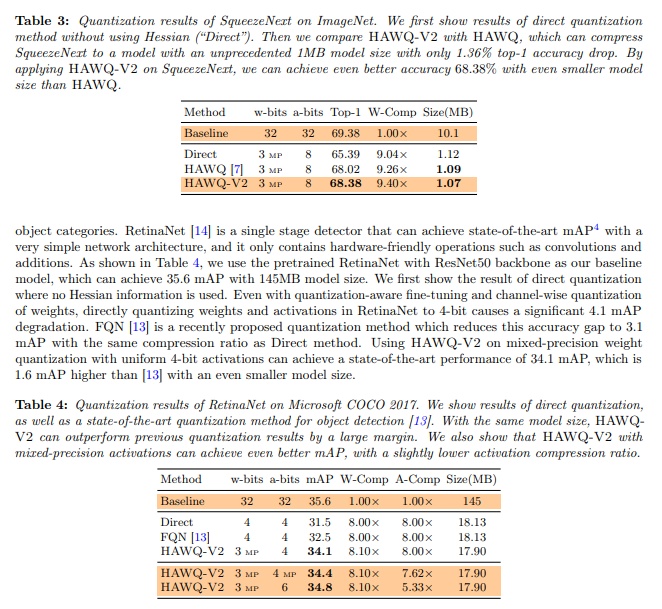 Table 3: Quantization results of SqueezeNext on ImageNet. We first show results of direct quantization
method without using Hessian (“Direct”). Then we compare HAWQ-V2 with HAWQ, which can compress
SqueezeNext to a model with an unprecedented 1MB model size with only 1.36% top-1 accuracy drop. By
applying HAWQ-V2 on SqueezeNext, we can achieve even better accuracy 68.38% with even smaller model
size than HAWQ.
Method w-bits a-bits Top-1 W-Comp Size(MB)
Baseline 32 32 69.38 1.00× 10.1
Direct 3 MP 8 65.39 9.04× 1.12
HAWQ [7] 3 MP 8 68.02 9.26× 1.09
HAWQ-V2 3 MP 8 68.38 9.40× 1.07
object categories. RetinaNet [14] is a single stage detector that can achieve state-of-the-art mAP4 with a
very simple network architecture, and it only contains hardware-friendly operations such as convolutions and
additions. As shown in Table 4, we use the pretrained RetinaNet with ResNet50 backbone as our baseline
model, which can achieve 35.6 mAP with 145MB model size. We first show the result of direct quantization
where no Hessian information is used. Even with quantization-aware fine-tuning and channel-wise quantization
of weights, directly quantizing weights and activations in RetinaNet to 4-bit causes a significant 4.1 mAP
degradation. FQN [13] is a recently proposed quantization method which reduces this accuracy gap to 3.1
mAP with the same compression ratio as Direct method. Using HAWQ-V2 on mixed-precision weight
quantization with uniform 4-bit activations can achieve a state-of-the-art performance of 34.1 mAP, which is
1.6 mAP higher than [13] with an even smaller model size.
Table 4: Quantization results of RetinaNet on Microsoft COCO 2017. We show results of direct quantization,
as well as a state-of-the-art quantization method for object detection [13]. With the same model size, HAWQ-
V2 can outperform previous quantization results by a large margin. We also show that HAWQ-V2 with
mixed-precision activations can achieve even better mAP, with a slightly lower activation compression ratio.
Method w-bits a-bits mAP W-Comp A-Comp Size(MB)
Baseline 32 32 35.6 1.00× 1.00× 145
Direct 4 4 31.5 8.00× 8.00× 18.13
FQN [13] 4 4 32.5 8.00× 8.00× 18.13
HAWQ-V2 3 MP 4 34.1 8.10× 8.00× 17.90
HAWQ-V2 3 MP 4 MP 34.4 8.10× 7.62× 17.90
HAWQ-V2 3 MP 6 34.8 8.10× 5.33× 17.90